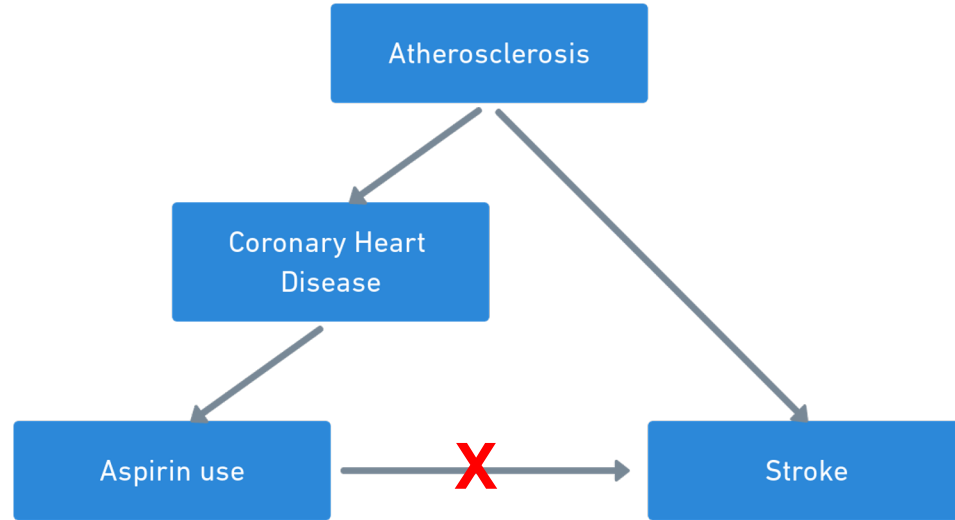 Atherosclerosis
Coronary Heart
Disease
Aspirin use
X
Stroke